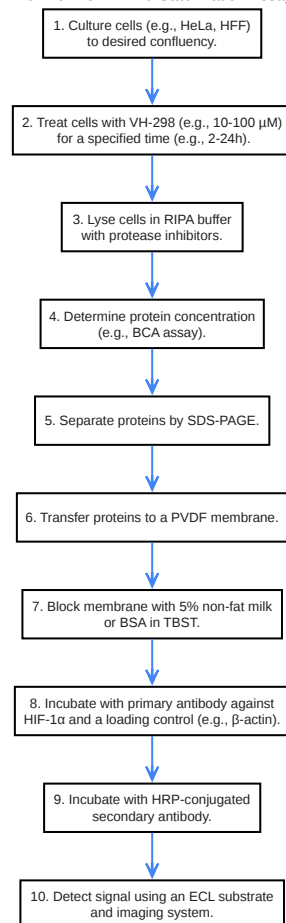 1. Culture cells (e.g., HeLa, HFF)
to desired confluency.
2. Treat cells with VH-298 (e.g., 10-100 µM)
for a specified time (e.g., 2-24h).
3. Lyse cells in RIPA buffer
with protease inhibitors.
4. Determine protein concentration
(e.g., BCA assay).
5. Separate proteins by SDS-PAGE.
6. Transfer proteins to a PVDF membrane.
7. Block membrane with 5% non-fat milk
or BSA in TBST.
8. Incubate with primary antibody against
HIF-1α and a loading control (e.g., β-actin).
9. Incubate with HRP-conjugated
secondary antibody.
10. Detect signal using an ECL substrate
and imaging system.